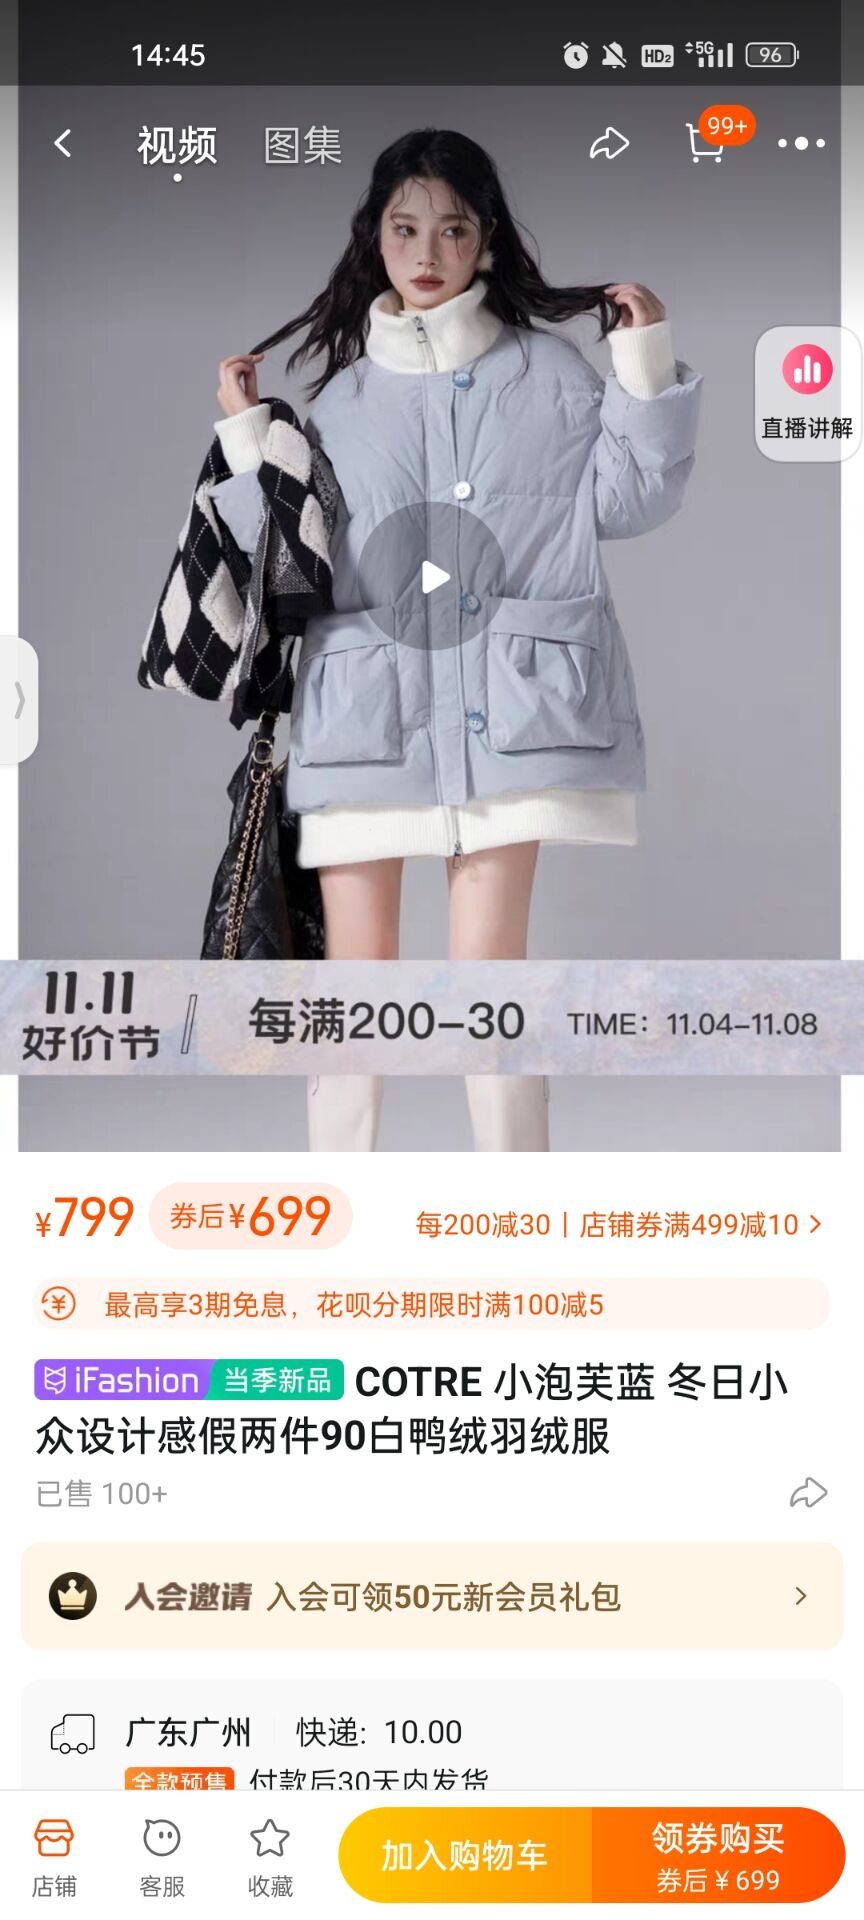 14:45
HD2 5G 96
视频 图集 99+
直播讲解
11.11
好价节
每满200-30 TIME：11.04-11.08
¥799 券后¥699 每200减30 | 店铺券满499减10 >
最高享3期免息，花呗分期限时满100减5
iFashion 当季新品 COTRE 小泡芙蓝 冬日小
众设计感假两件90白鸭绒羽绒服
已售 100+
入会邀请 入会可领50元新会员礼包
广东广州 快递: 10.00
全款预售 付款后30天内发货
店铺 客服 收藏
加入购物车
领券购买
券后¥699